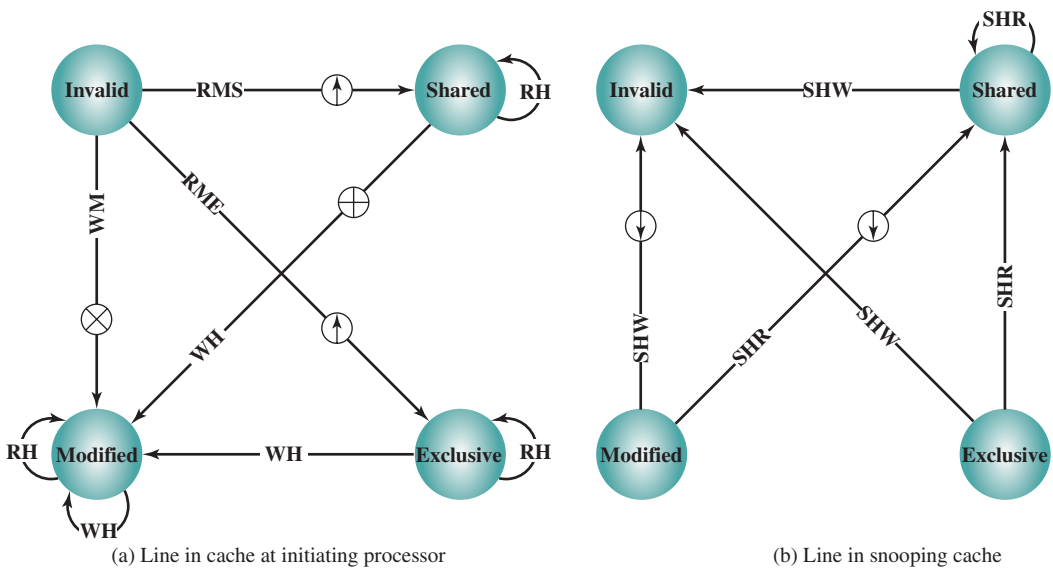 Invalid
RMS
Shared
RH
WM
RME
WH
RH
Modified
WH
Exclusive
RH
WH
(a) Line in cache at initiating processor
SHR
Invalid
SHW
Shared
SHW
SHR
SHW
SHR
Modified
Exclusive
(b) Line in snooping cache